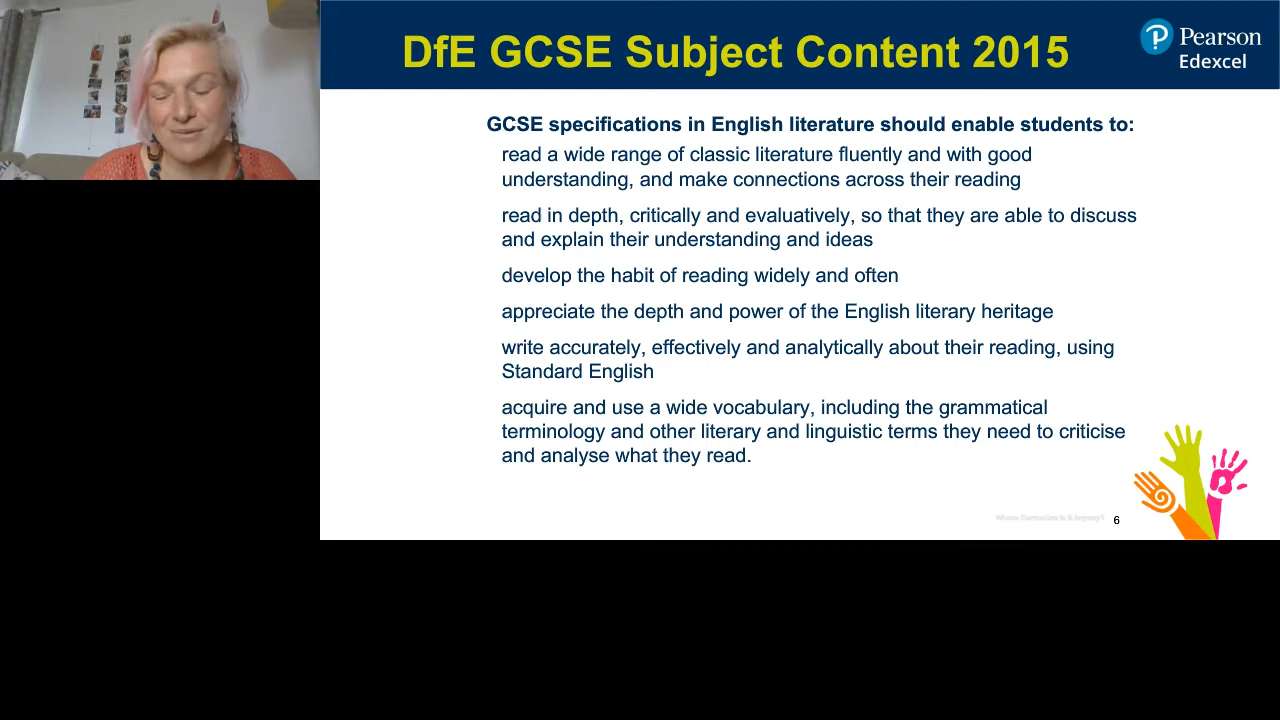 DfE GCSE Subject Content 2015
Pearson
Edexcel
GCSE specifications in English literature should enable students to:
read a wide range of classic literature fluently and with good
understanding, and make connections across their reading
read in depth, critically and evaluatively, so that they are able to discuss
and explain their understanding and ideas
develop the habit of reading widely and often
appreciate the depth and power of the English literary heritage
write accurately, effectively and analytically about their reading, using
Standard English
acquire and use a wide vocabulary, including the grammatical
terminology and other literary and linguistic terms they need to criticise
and analyse what they read.
Whose Curriculum Is It Anyway? 6